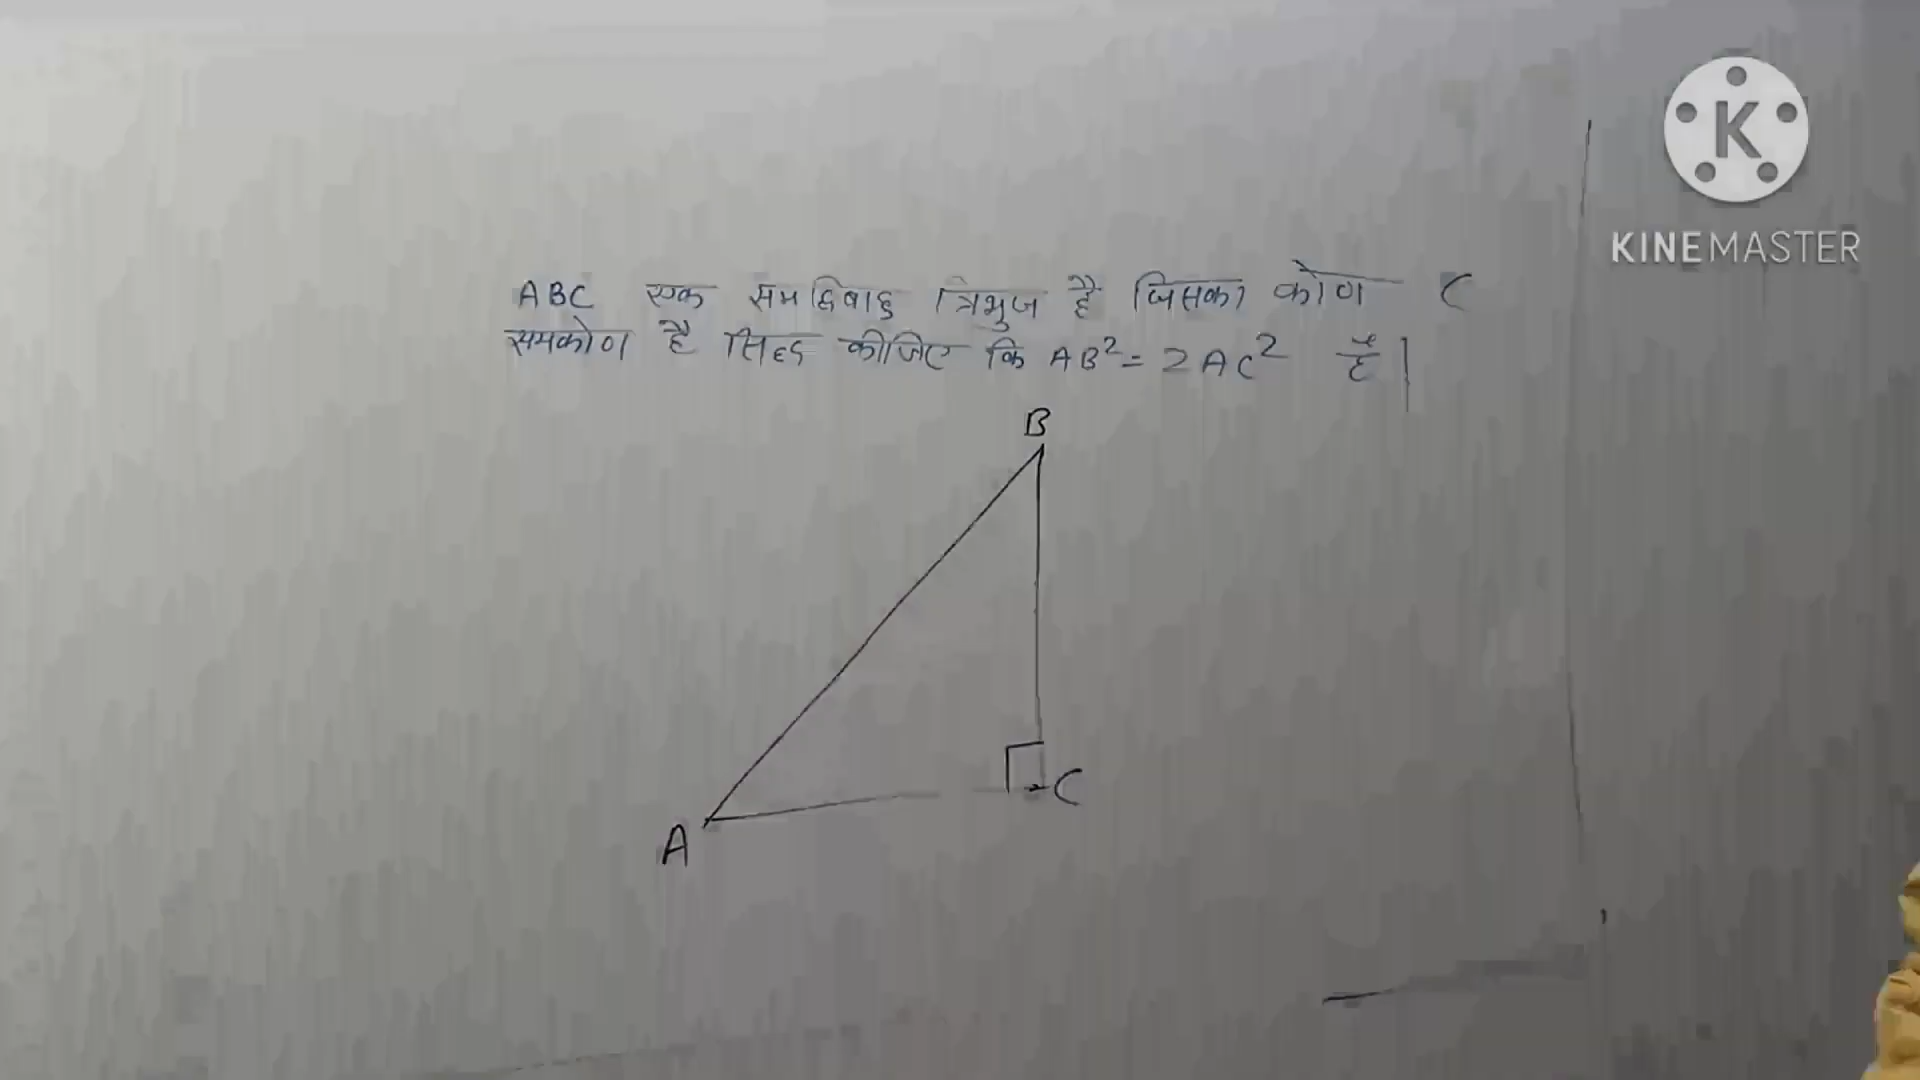 KINEMASTER
ABC एक समद्विबाहु त्रिभुज है जिसका कोण C
समकोण है सिद्ध कीजिए कि AB²=2AC² है|
B
C
A